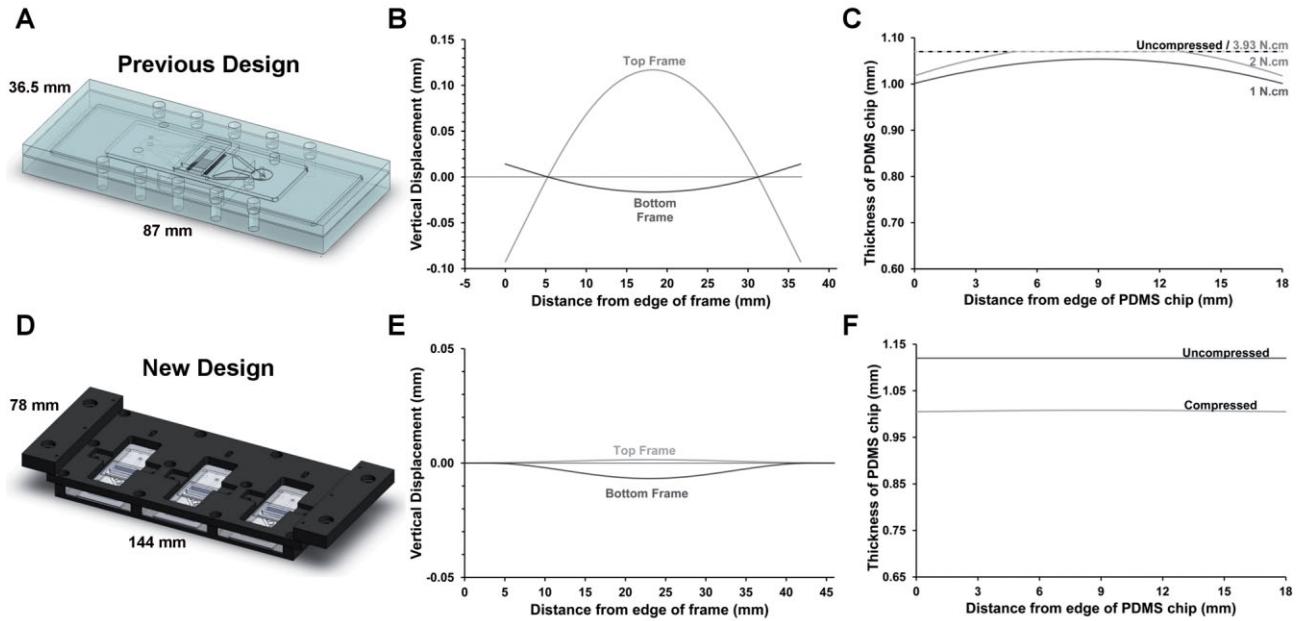 A
Previous Design
36.5 mm
87 mm
B
0.15
0.10
0.05
0.00
-0.05
-0.10
Vertical Displacement (mm)
Top Frame
Bottom
Frame
-5 0 5 10 15 20 25 30 35 40
Distance from edge of frame (mm)
C
1.10
1.00
0.90
0.80
0.70
0.60
Thickness of PDMS chip (mm)
Uncompressed / 3.93 N.cm
2 N.cm
1 N.cm
0 3 6 9 12 15 18
Distance from edge of PDMS chip (mm)
D
New Design
78 mm
144 mm
E
0.05
0.00
-0.05
Vertical Displacement (mm)
Top Frame
Bottom Frame
0 5 10 15 20 25 30 35 40 45
Distance from edge of frame (mm)
F
1.15
1.05
0.95
0.85
0.75
0.65
Thickness of PDMS chip (mm)
Uncompressed
Compressed
0 3 6 9 12 15 18
Distance from edge of PDMS chip (mm)